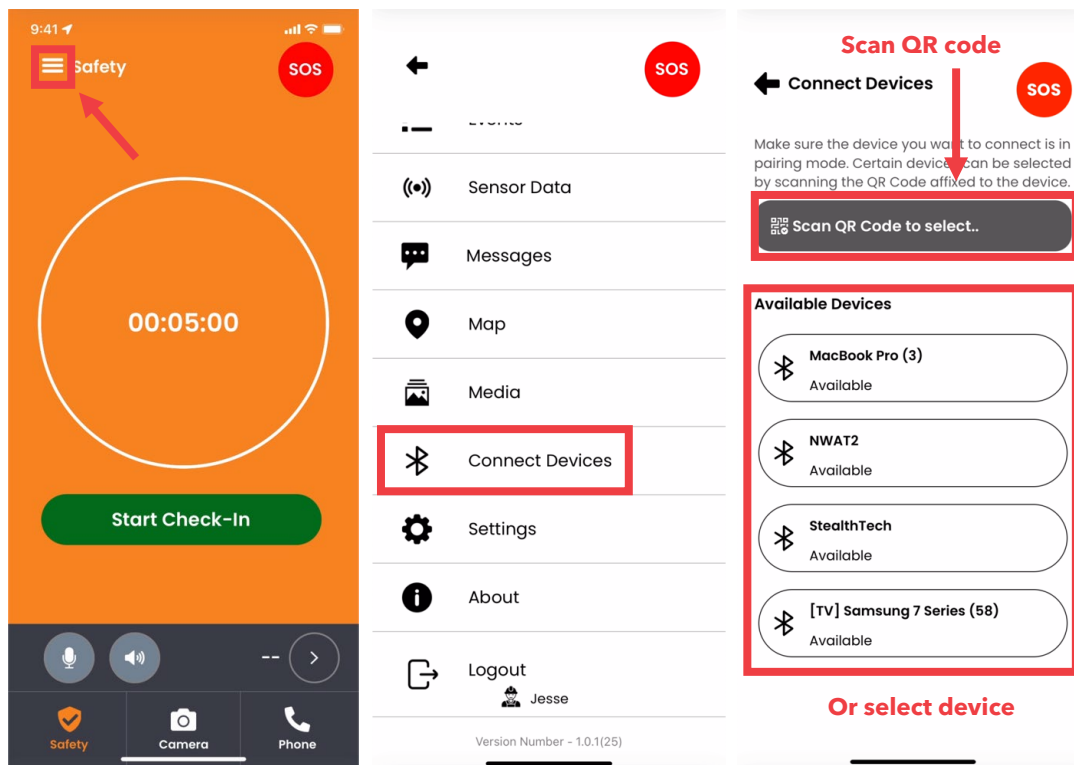 9:41
Safety
SOS
00:05:00
Start Check-In
--
Safety
Camera
Phone
SOS
Events
Sensor Data
Messages
Map
Media
Connect Devices
Settings
About
Logout
Jesse
Version Number - 1.0.1(25)
Scan QR code
Connect Devices
SOS
Make sure the device you want to connect is in
pairing mode. Certain devices can be selected
by scanning the QR Code affixed to the device.
Scan QR Code to select..
Available Devices
MacBook Pro (3)
Available
NWAT2
Available
StealthTech
Available
[TV] Samsung 7 Series (58)
Available
Or select device